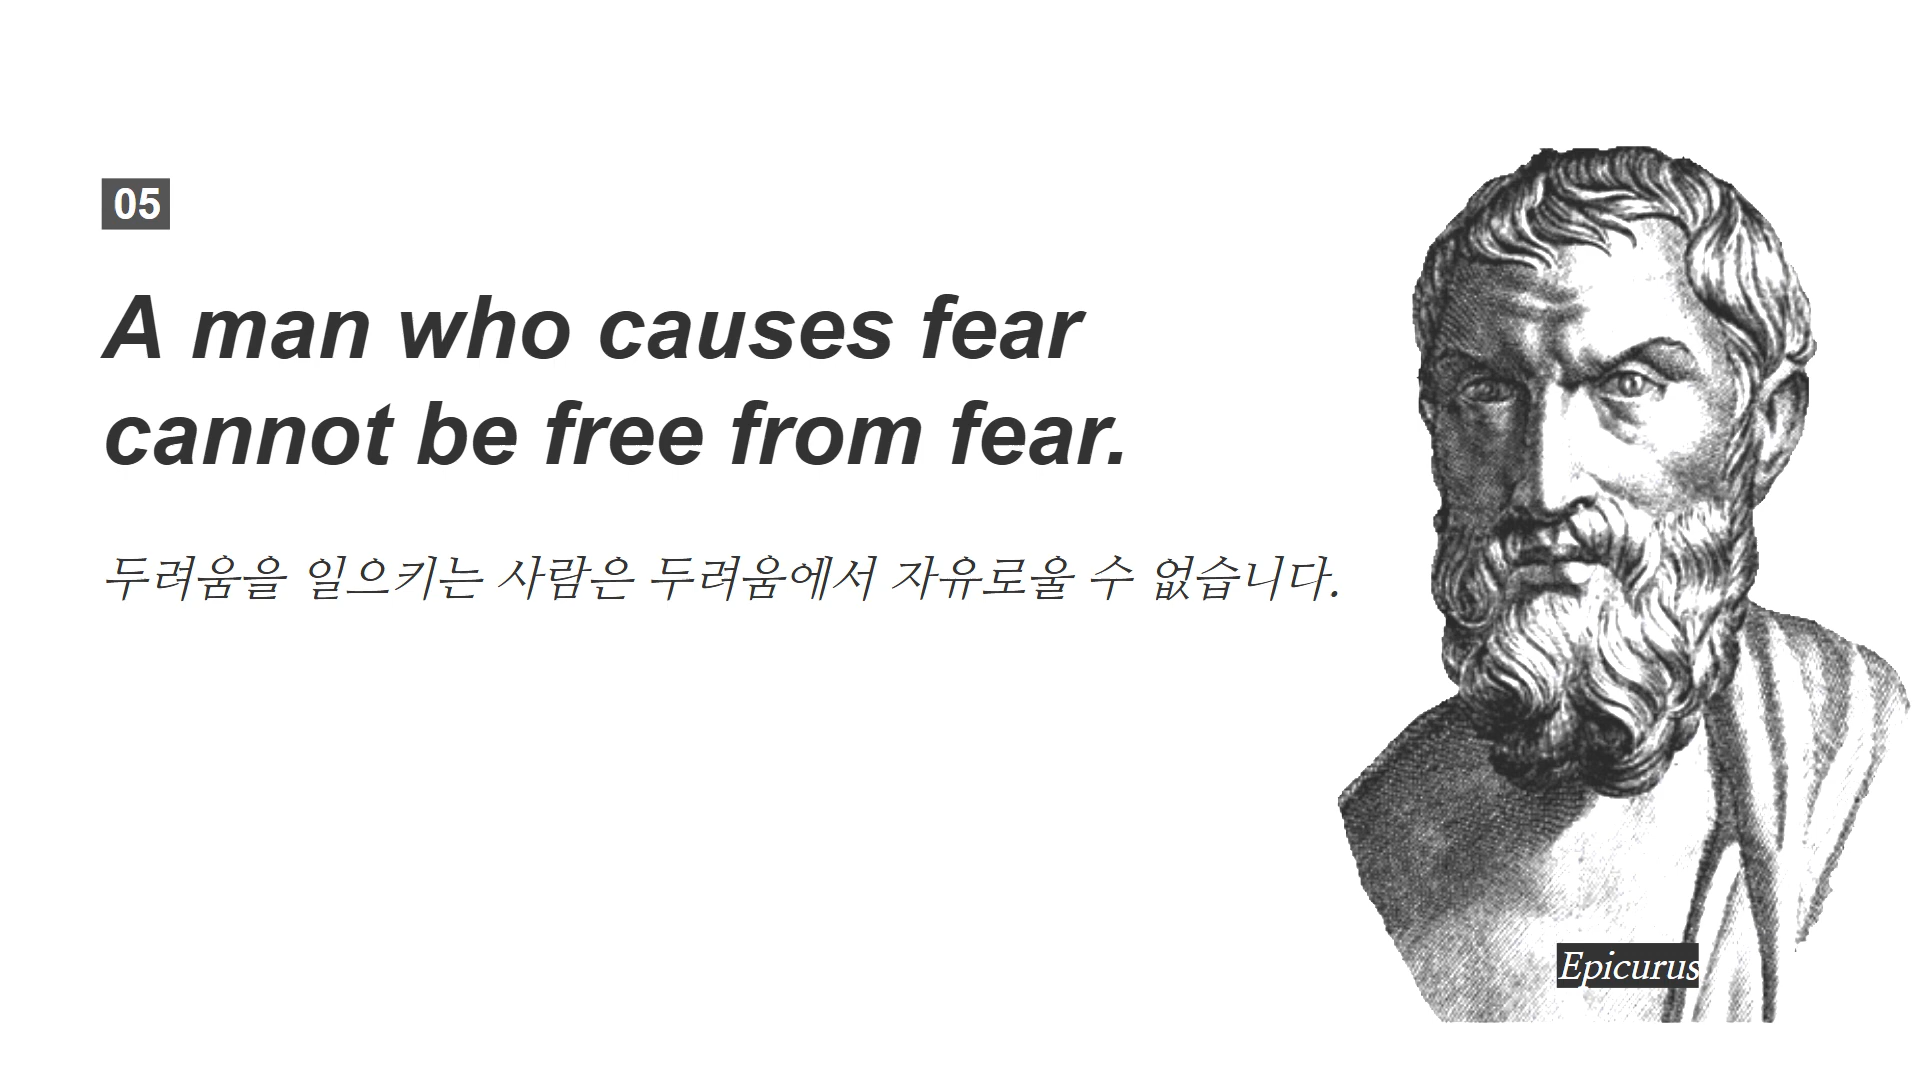 05
A man who causes fear
cannot be free from fear.
두려움을 일으키는 사람은 두려움에서 자유로울 수 없습니다.
Epicurus